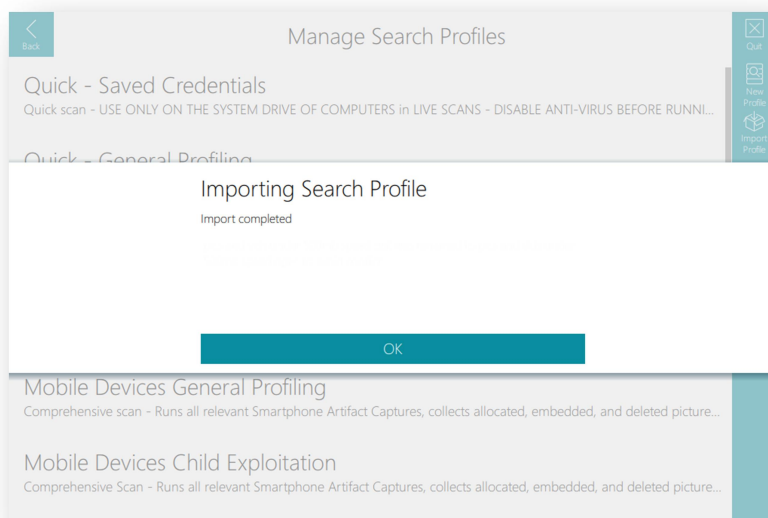 Back
Manage Search Profiles
Quit
New
Profile
Import
Profile
Quick - Saved Credentials
Quick scan - USE ONLY ON THE SYSTEM DRIVE OF COMPUTERS in LIVE SCANS - DISABLE ANTI-VIRUS BEFORE RUNNI...
Quick - General Profiling
Importing Search Profile
Import completed
OK
Mobile Devices General Profiling
Comprehensive scan - Runs all relevant Smartphone Artifact Captures, collects allocated, embedded, and deleted picture...
Mobile Devices Child Exploitation
Comprehensive Scan - Runs all relevant Smartphone Artifact Captures, collects allocated, embedded, and deleted picture...